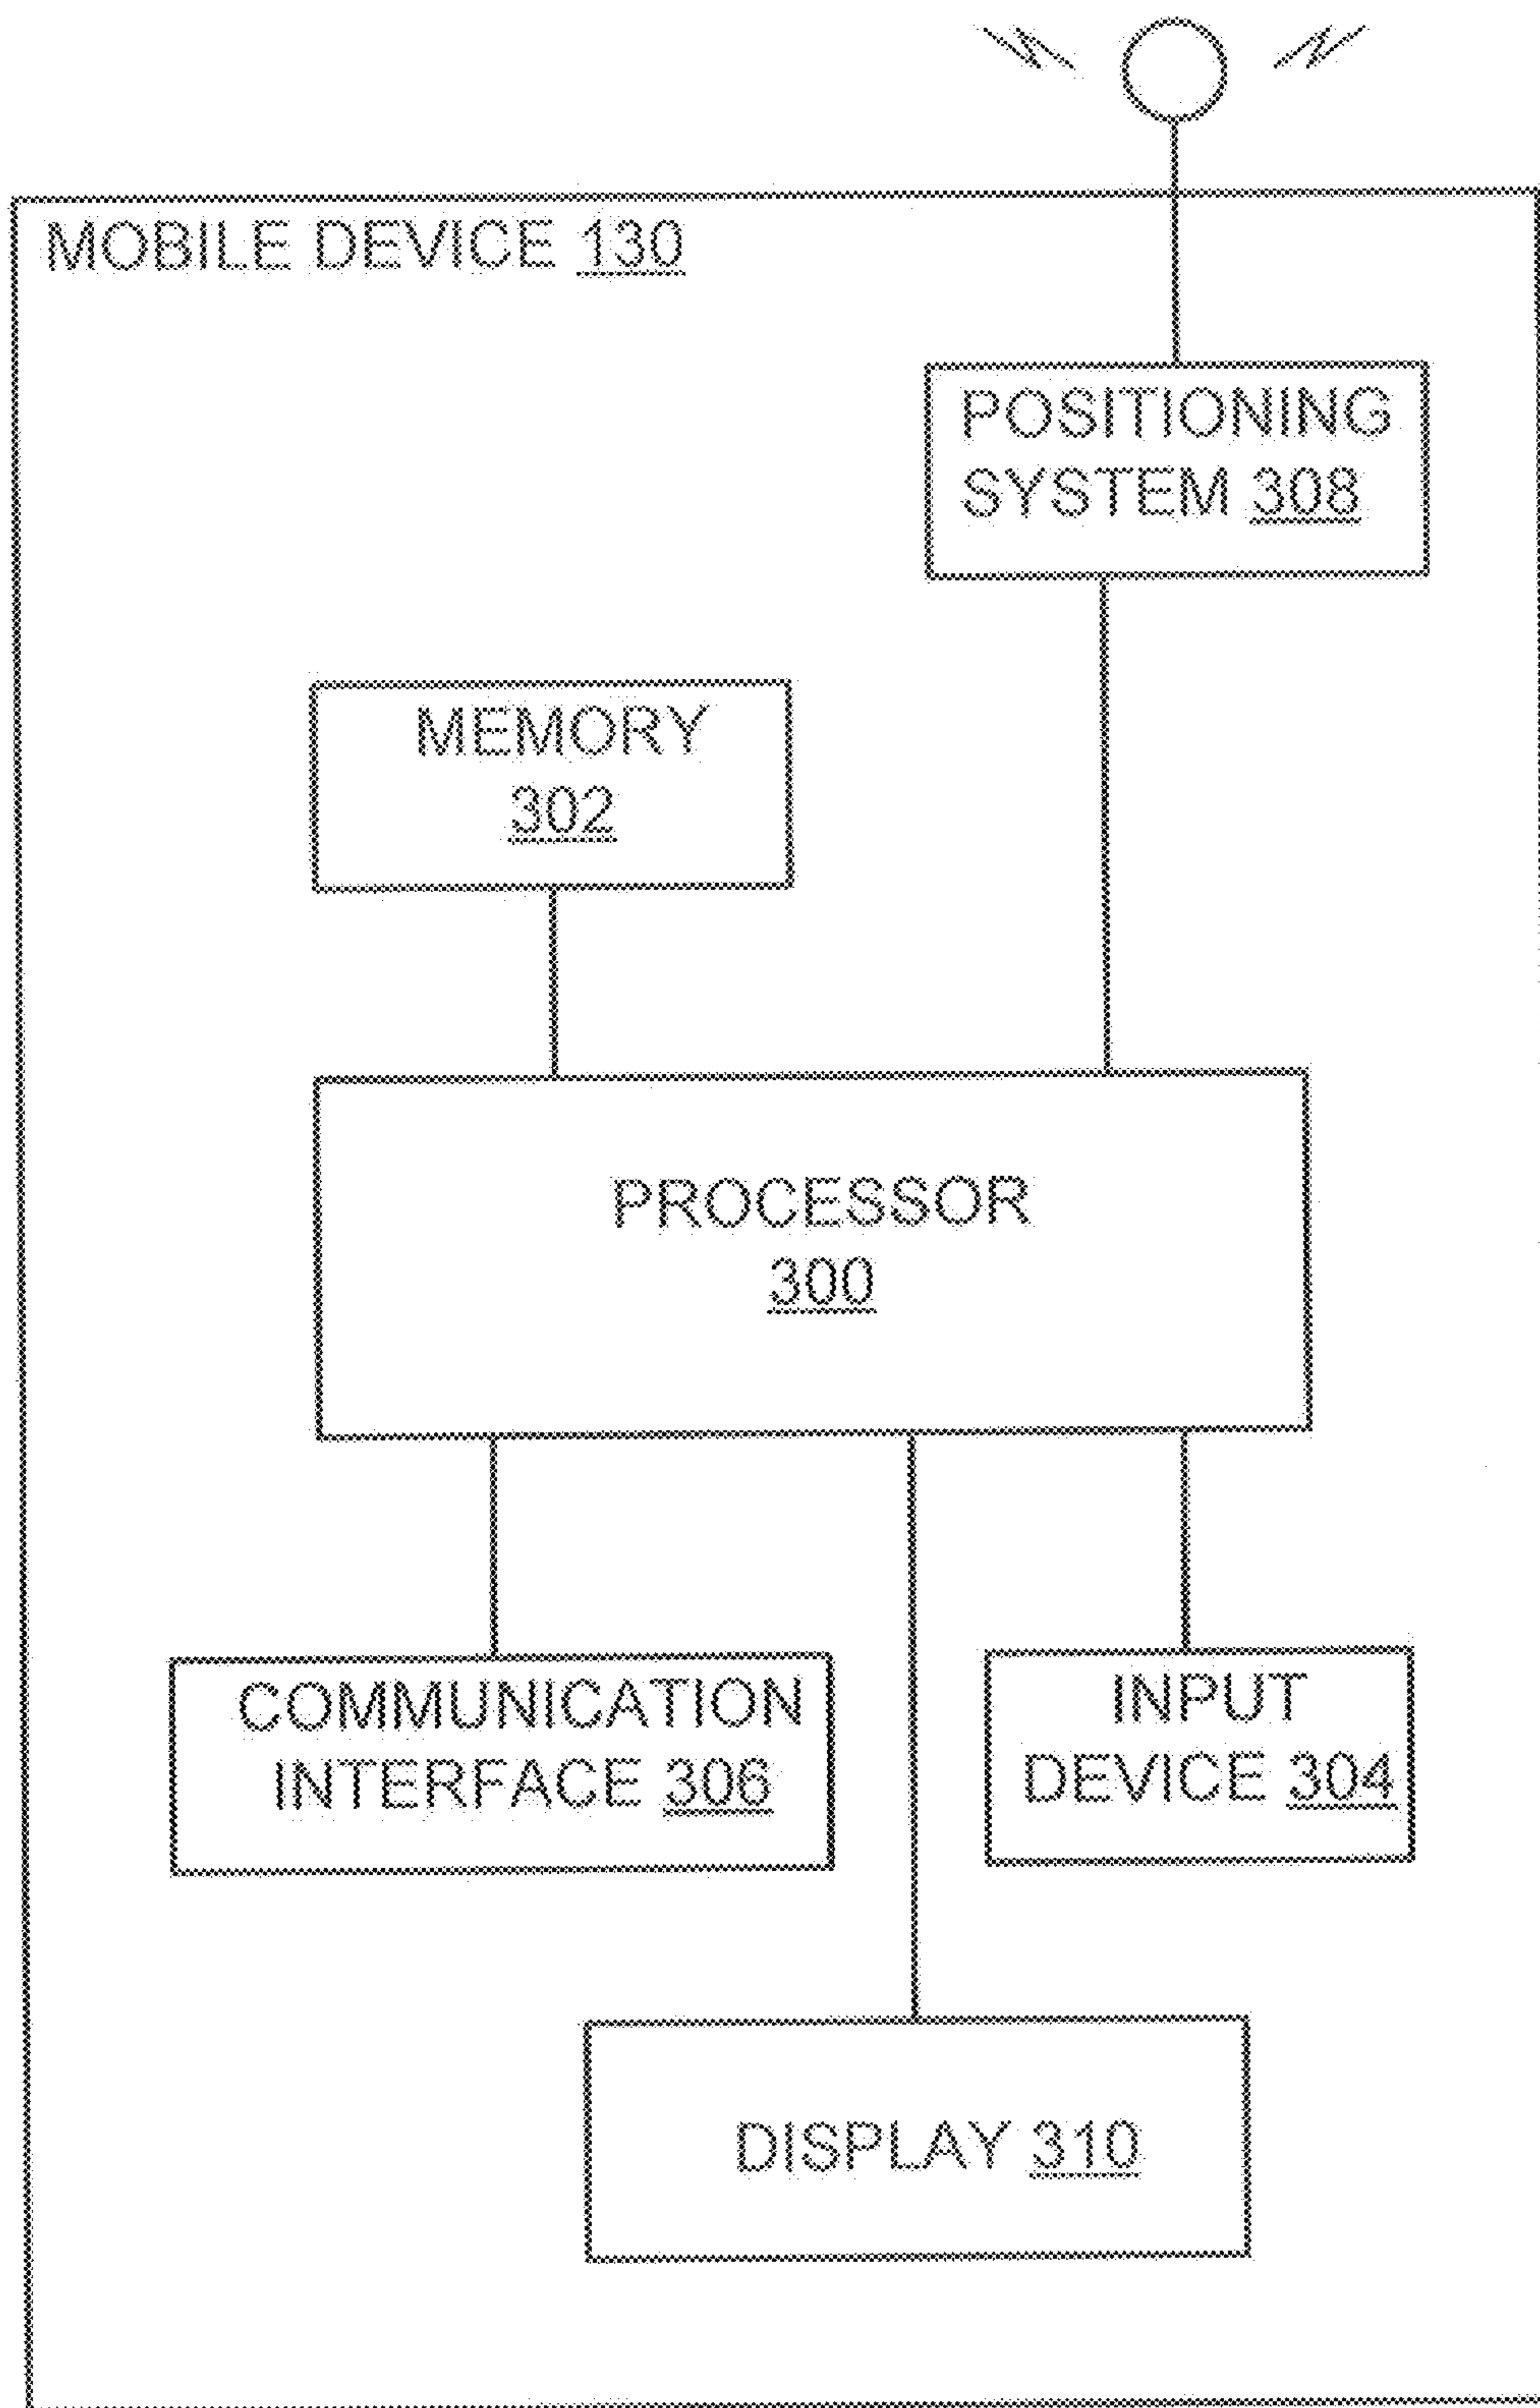 MOBILE DEVICE 130
POSITIONING
SYSTEM 308
MEMORY
302
PROCESSOR
300
COMMUNICATION
INTERFACE 306
INPUT
DEVICE 304
DISPLAY 310